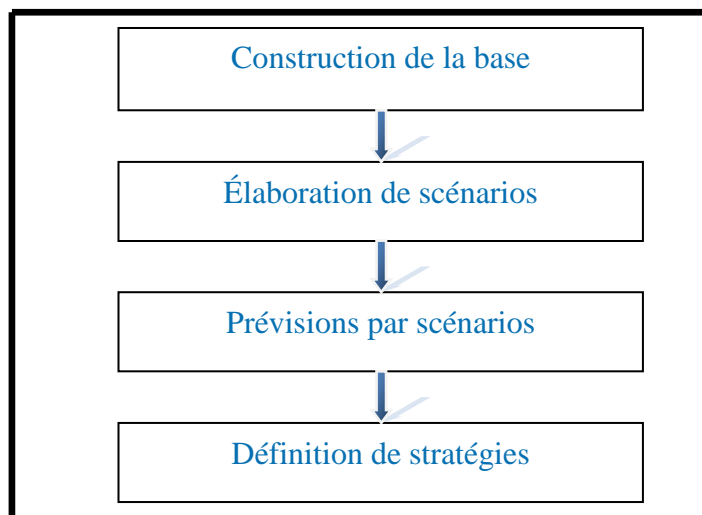 Construction de la base
Élaboration de scénarios
Prévisions par scénarios
Définition de stratégies